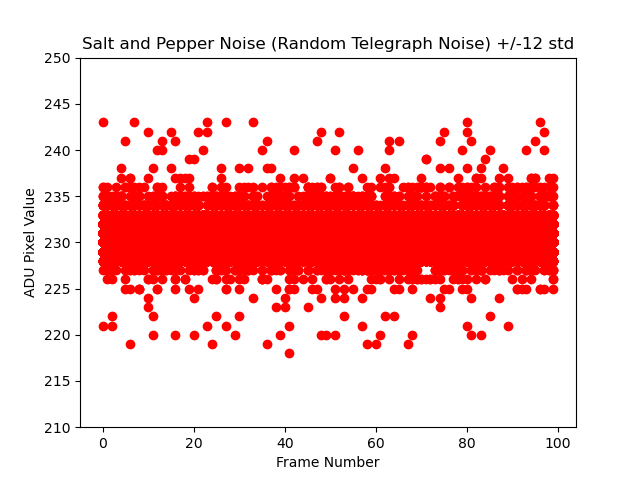 Salt and Pepper Noise (Random Telegraph Noise) +/-12 std
250
245
240
235
230
225
220
215
210
ADU Pixel Value
0 20 40 60 80 100
Frame Number